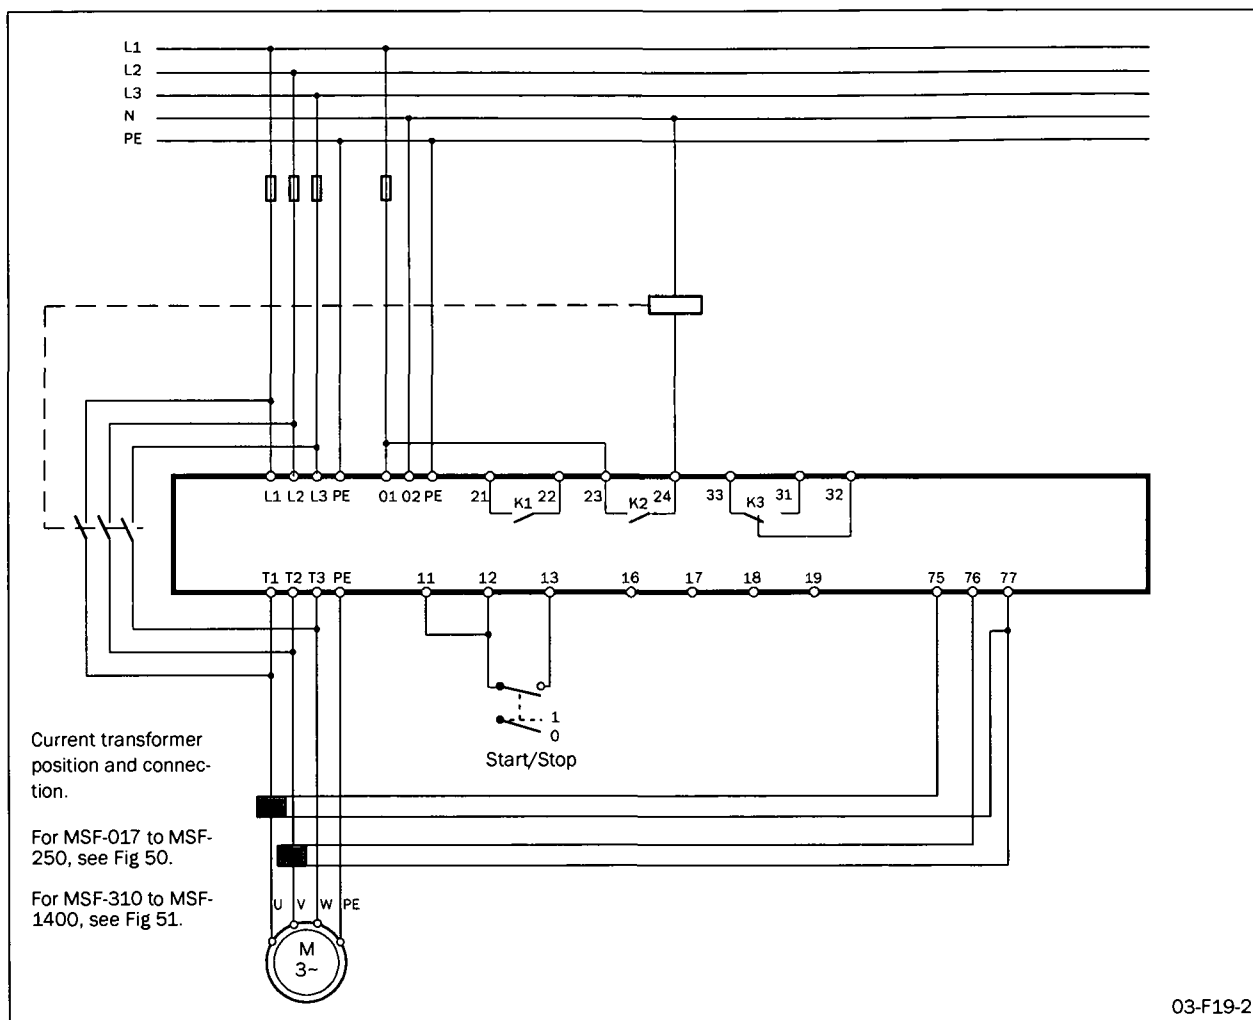 L1
L2
L3
N
PE
L1 L2 L3 PE 01 02 PE 21 K1 22 23 K2 24 33 K3 31 32
T1 T2 T3 PE 11 12 13 16 17 18 19 75 76 77
1
0
Start/Stop
Current transformer
position and connec-
tion.
For MSF-017 to MSF-
250, see Fig 50.
For MSF-310 to MSF-
1400, see Fig 51.
U V W PE
M
3~
03-F19-2